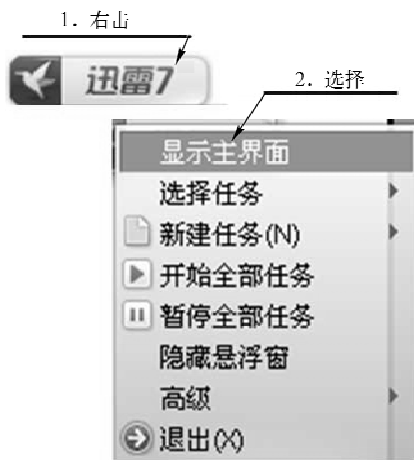 1. 右击
迅雷7
2. 选择
显示主界面
选择任务
新建任务(N)
开始全部任务
暂停全部任务
隐藏悬浮窗
高级
退出(X)